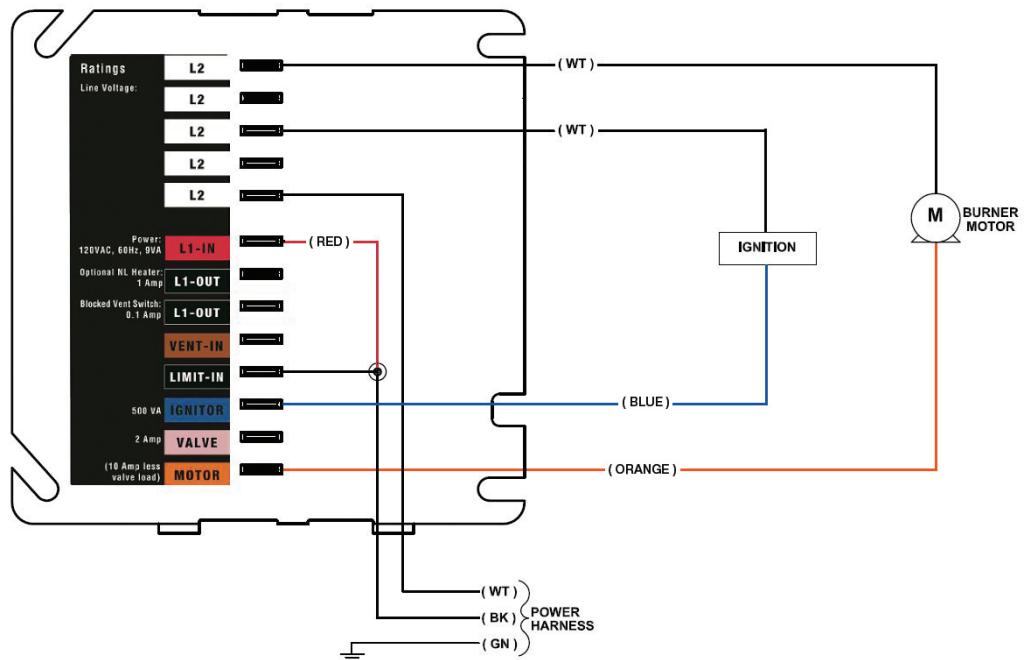 Ratings
L2
( WT )
Line Voltage:
L2
L2
( WT )
L2
L2
M
BURNER
MOTOR
Power:
120VAC, 60Hz, 9VA
L1-IN
( RED )
IGNITION
Optional NL Heater:
1 Amp
L1-OUT
Blocked Vent Switch:
0.1 Amp
L1-OUT
VENT-IN
LIMIT-IN
500 VA
IGNITOR
( BLUE )
2 Amp
VALVE
(10 Amp less
valve load)
MOTOR
( ORANGE )
( WT )
( BK )
POWER
HARNESS
( GN )